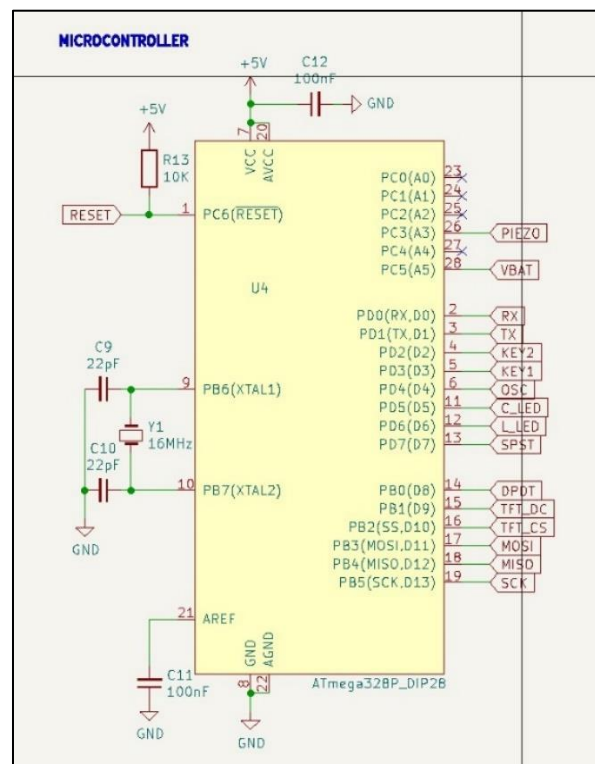 MICROCONTROLLER
+5V
C12
100nF
GND
+5V
R13
10K
7
20
VCC
AVCC
RESET
1
PC6(RESET)
PC0(A0)
23
PC1(A1)
24
PC2(A2)
25
PC3(A3)
26
PIEZO
PC4(A4)
27
PC5(A5)
28
VBAT
U4
PD0(RX,D0)
2
RX
PD1(TX,D1)
3
TX
PD2(D2)
4
KEY2
PD3(D3)
5
KEY1
PD4(D4)
6
OSC
PD5(D5)
11
C_LED
PD6(D6)
12
L_LED
PD7(D7)
13
SPST
C9
22pF
9
PB6(XTAL1)
Y1
16MHz
C10
22pF
10
PB7(XTAL2)
GND
PB0(D8)
14
DPDT
PB1(D9)
15
TFT_DC
PB2(SS,D10)
16
TFT_CS
PB3(MOSI,D11)
17
MOSI
PB4(MISO,D12)
18
MISO
PB5(SCK,D13)
19
SCK
21
AREF
C11
100nF
GND
GND
AGND
8
22
GND
ATmega328P_DIP28